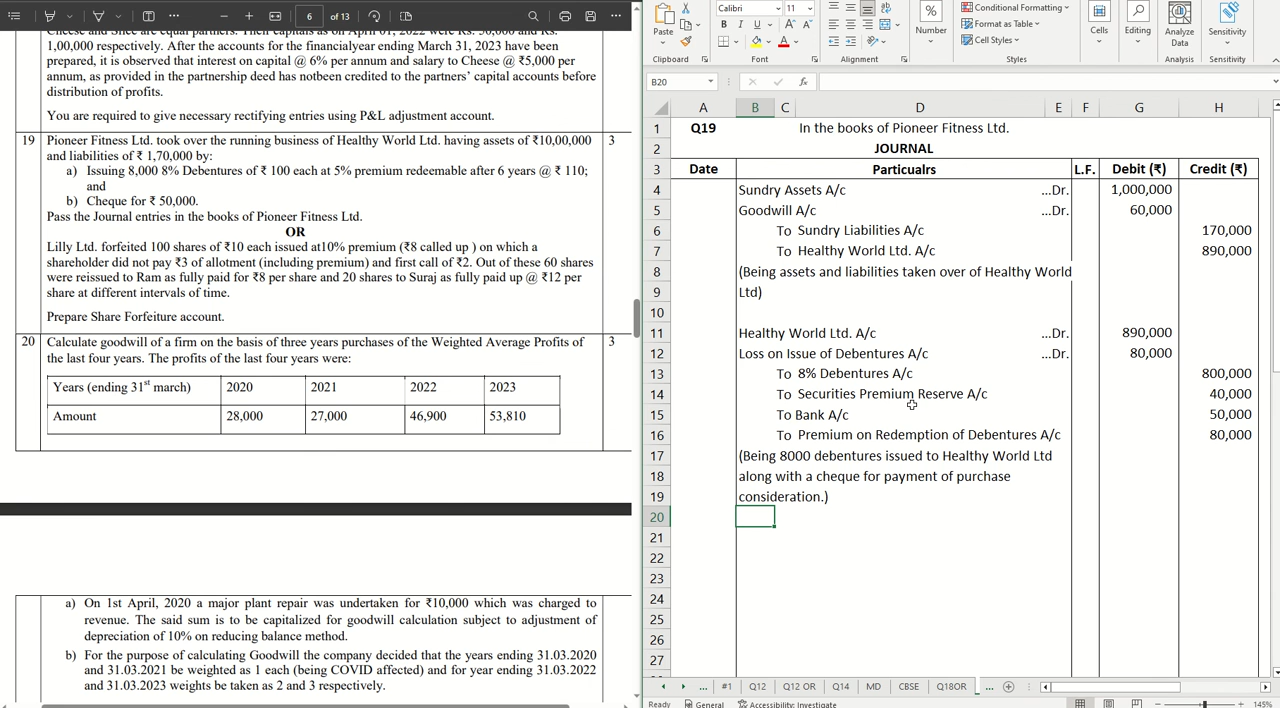 6 of 13
Cheese and Slice are equal partners. Their capitals as on April 01, 2022 were Rs. 50,000 and Rs.
1,00,000 respectively. After the accounts for the financialyear ending March 31, 2023 have been
prepared, it is observed that interest on capital @ 6% per annum and salary to Cheese @ ₹5,000 per
annum, as provided in the partnership deed has notbeen credited to the partners' capital accounts before
distribution of profits.
You are required to give necessary rectifying entries using P&L adjustment account.
19 Pioneer Fitness Ltd. took over the running business of Healthy World Ltd. having assets of ₹10,00,000 3
and liabilities of ₹ 1,70,000 by:
a) Issuing 8,000 8% Debentures of ₹ 100 each at 5% premium redeemable after 6 years @ ₹ 110;
and
b) Cheque for ₹ 50,000.
Pass the Journal entries in the books of Pioneer Fitness Ltd.
OR
Lilly Ltd. forfeited 100 shares of ₹10 each issued at10% premium (₹8 called up ) on which a
shareholder did not pay ₹3 of allotment (including premium) and first call of ₹2. Out of these 60 shares
were reissued to Ram as fully paid for ₹8 per share and 20 shares to Suraj as fully paid up @ ₹12 per
share at different intervals of time.
Prepare Share Forfeiture account.
20 Calculate goodwill of a firm on the basis of three years purchases of the Weighted Average Profits of 3
the last four years. The profits of the last four years were:
Years (ending 31st march) 2020 2021 2022 2023
Amount 28,000 27,000 46,900 53,810
a) On 1st April, 2020 a major plant repair was undertaken for ₹10,000 which was charged to
revenue. The said sum is to be capitalized for goodwill calculation subject to adjustment of
depreciation of 10% on reducing balance method.
b) For the purpose of calculating Goodwill the company decided that the years ending 31.03.2020
and 31.03.2021 be weighted as 1 each (being COVID affected) and for year ending 31.03.2022
and 31.03.2023 weights be taken as 2 and 3 respectively.
Calibri 11 Conditional Formatting
Format as Table
Cell Styles
Paste B I U Number Cells Editing Analyze Data Sensitivity
Clipboard Font Alignment Styles Analysis Sensitivity
B20 fx
A B C D E F G H
1 Q19 In the books of Pioneer Fitness Ltd.
2 JOURNAL
3 Date Particualrs L.F. Debit (₹) Credit (₹)
4 Sundry Assets A/c ...Dr. 1,000,000
5 Goodwill A/c ...Dr. 60,000
6 To Sundry Liabilities A/c 170,000
7 To Healthy World Ltd. A/c 890,000
8 (Being assets and liabilities taken over of Healthy World
9 Ltd)
10
11 Healthy World Ltd. A/c ...Dr. 890,000
12 Loss on Issue of Debentures A/c ...Dr. 80,000
13 To 8% Debentures A/c 800,000
14 To Securities Premium Reserve A/c 40,000
15 To Bank A/c 50,000
16 To Premium on Redemption of Debentures A/c 80,000
17 (Being 8000 debentures issued to Healthy World Ltd
18 along with a cheque for payment of purchase
19 consideration.)
20
21
22
23
24
25
26
27
... #1 Q12 Q12 OR Q14 MD CBSE Q18OR ...
Ready General Accessibility: Investigate 145%